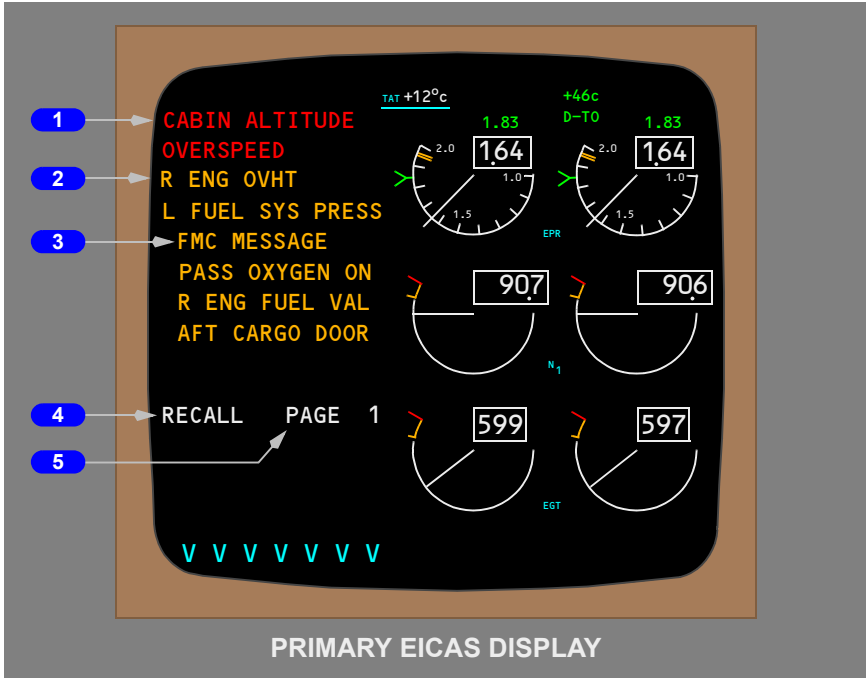 TAT +12°c
+46c
D-TO
1 CABIN ALTITUDE
OVERSPEED
2 R ENG OVHT
L FUEL SYS PRESS
3 FMC MESSAGE
PASS OXYGEN ON
R ENG FUEL VAL
AFT CARGO DOOR
4 RECALL PAGE 1
5
V V V V V V V
1.83 1.83
2.0 1.64 2.0 1.64
1.0 1.0
1.5 1.5
EPR
90.7 90.6
N1
599 597
EGT
PRIMARY EICAS DISPLAY